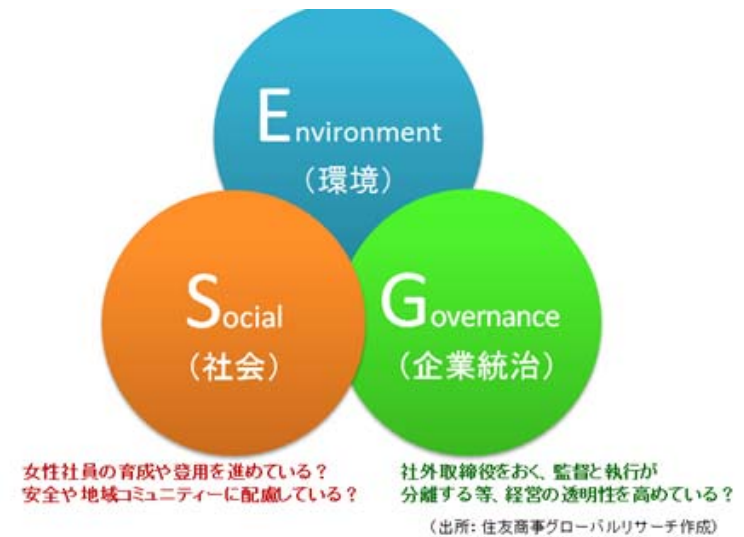 Environment
（環境）
Social
（社会）
Governance
（企業統治）
女性社員の育成や登用を進めている？
安全や地域コミュニティーに配慮している？
社外取締役をおく、監督と執行が
分離する等、経営の透明性を高めている？
（出所：住友商事グローバルリサーチ作成）